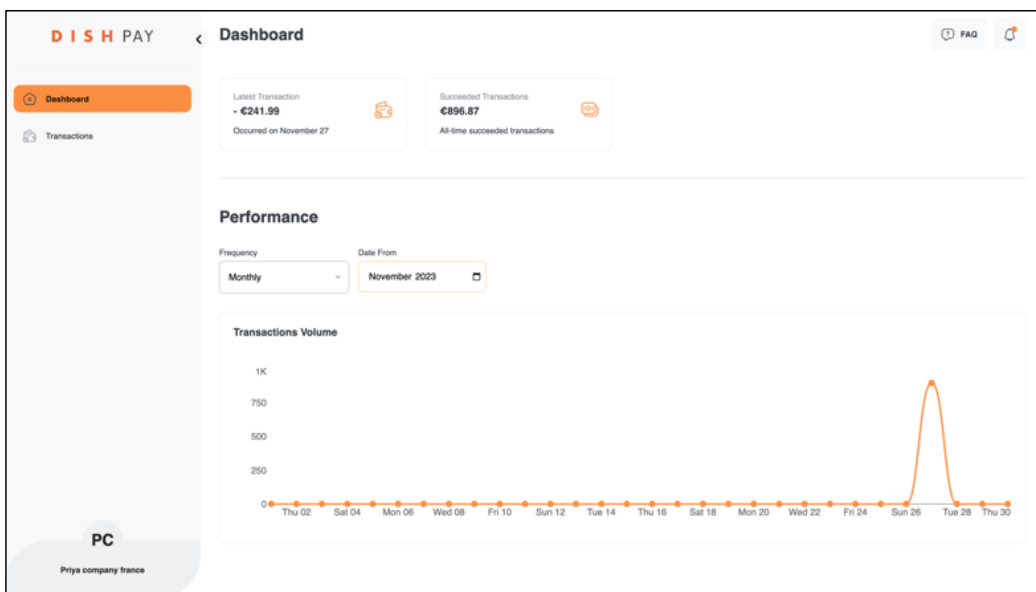 DISH PAY
Dashboard
FAQ
Dashboard
Transactions
Latest Transaction
- €241.99
Occurred on November 27
Succeeded Transactions
€896.87
All-time succeeded transactions
Performance
Frequency
Monthly
Date From
November 2023
Transactions Volume
1K
750
500
250
0
Thu 02 Sat 04 Mon 06 Wed 08 Fri 10 Sun 12 Tue 14 Thu 16 Sat 18 Mon 20 Wed 22 Fri 24 Sun 26 Tue 28 Thu 30
PC
Priya company france